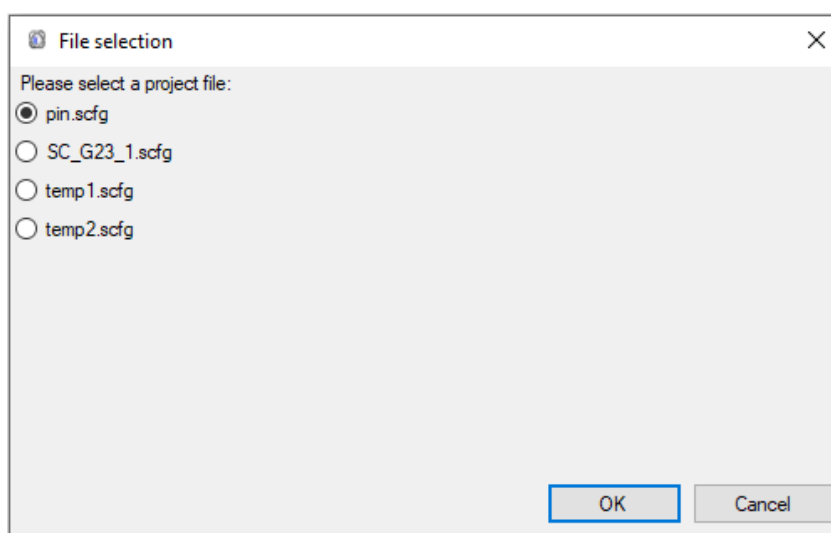 File selection
Please select a project file:
pin.scfg
SC_G23_1.scfg
temp1.scfg
temp2.scfg
OK Cancel